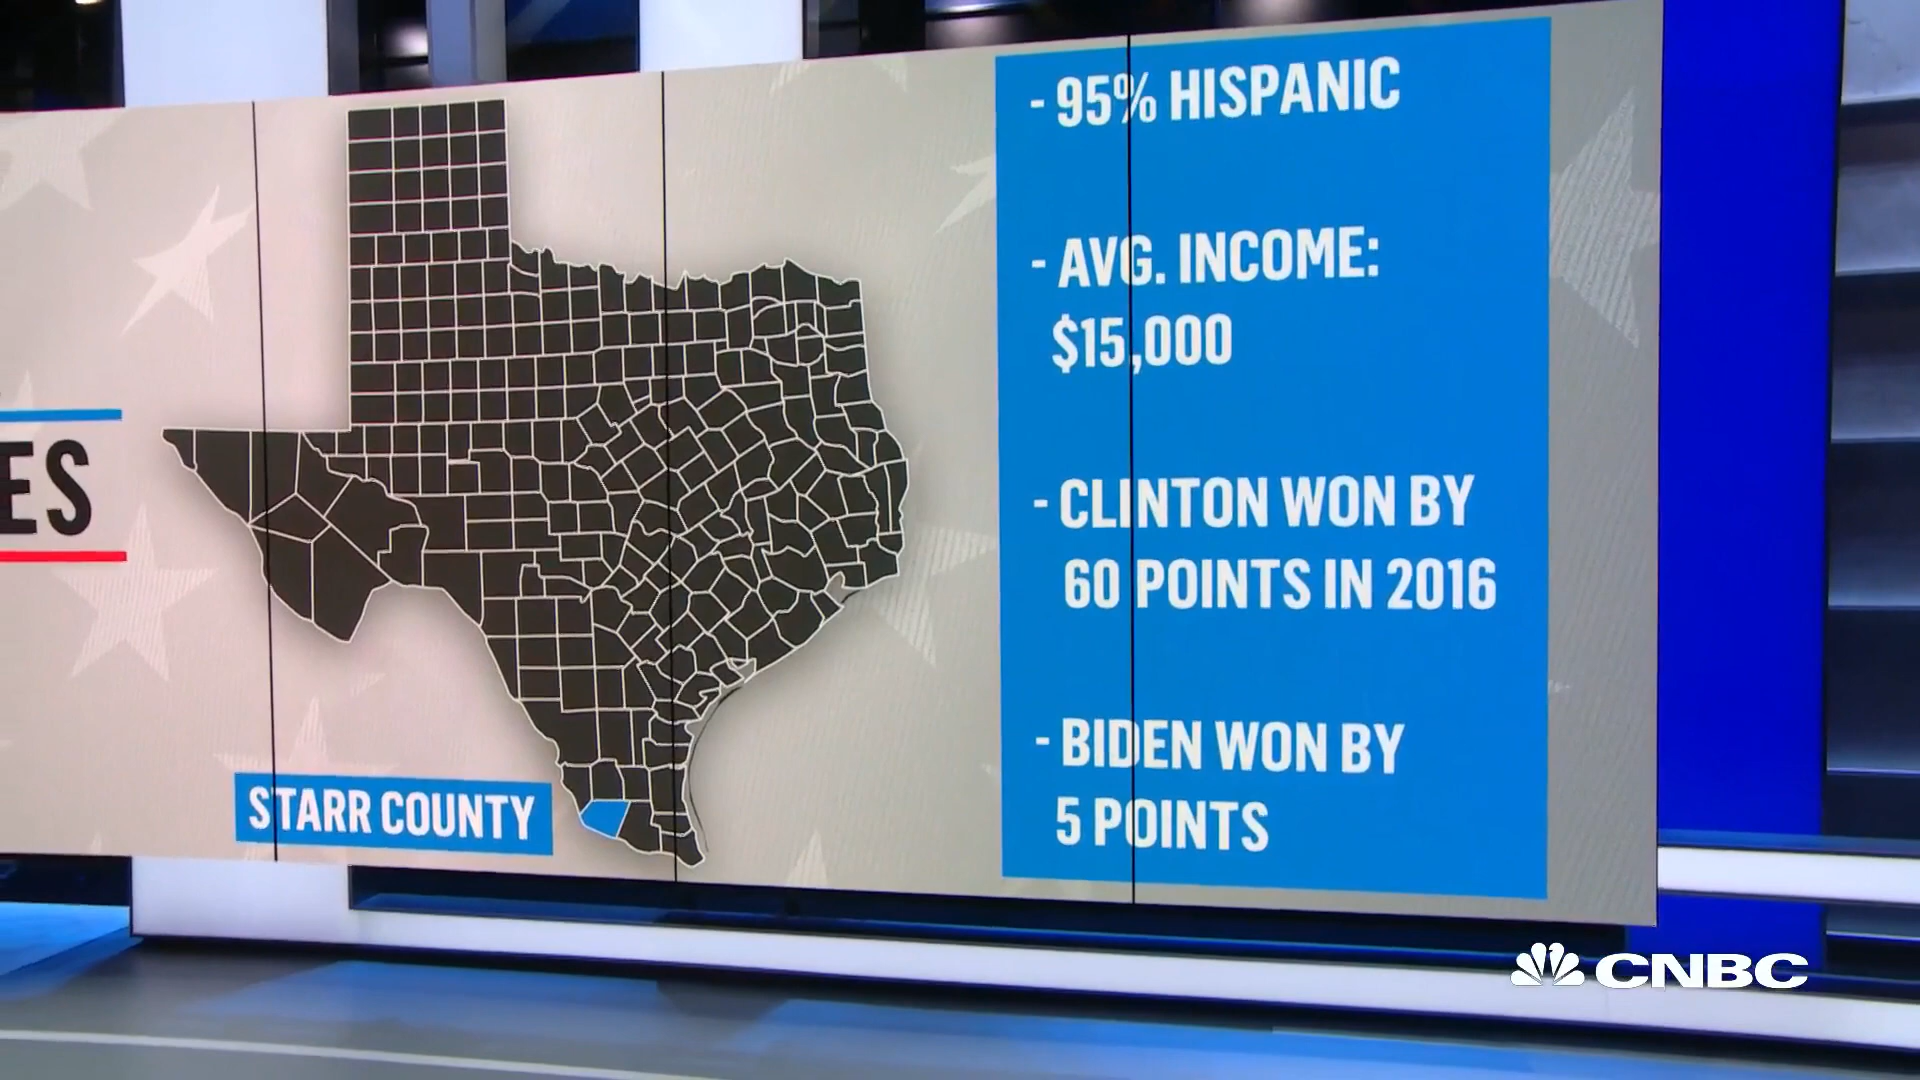 ES
STARR COUNTY
- 95% HISPANIC
- AVG. INCOME:
$15,000
- CLINTON WON BY
60 POINTS IN 2016
- BIDEN WON BY
5 POINTS
CNBC